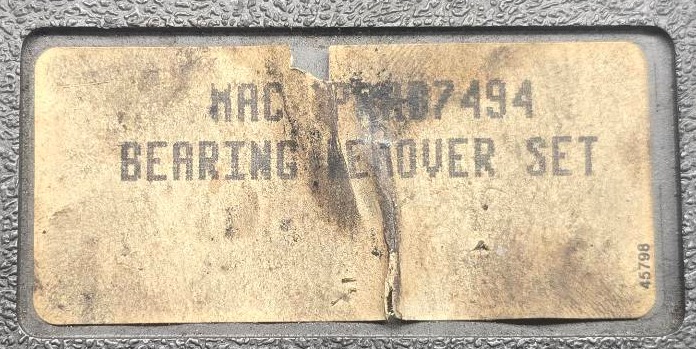 MAC
BEARING REMOVER SET
45798